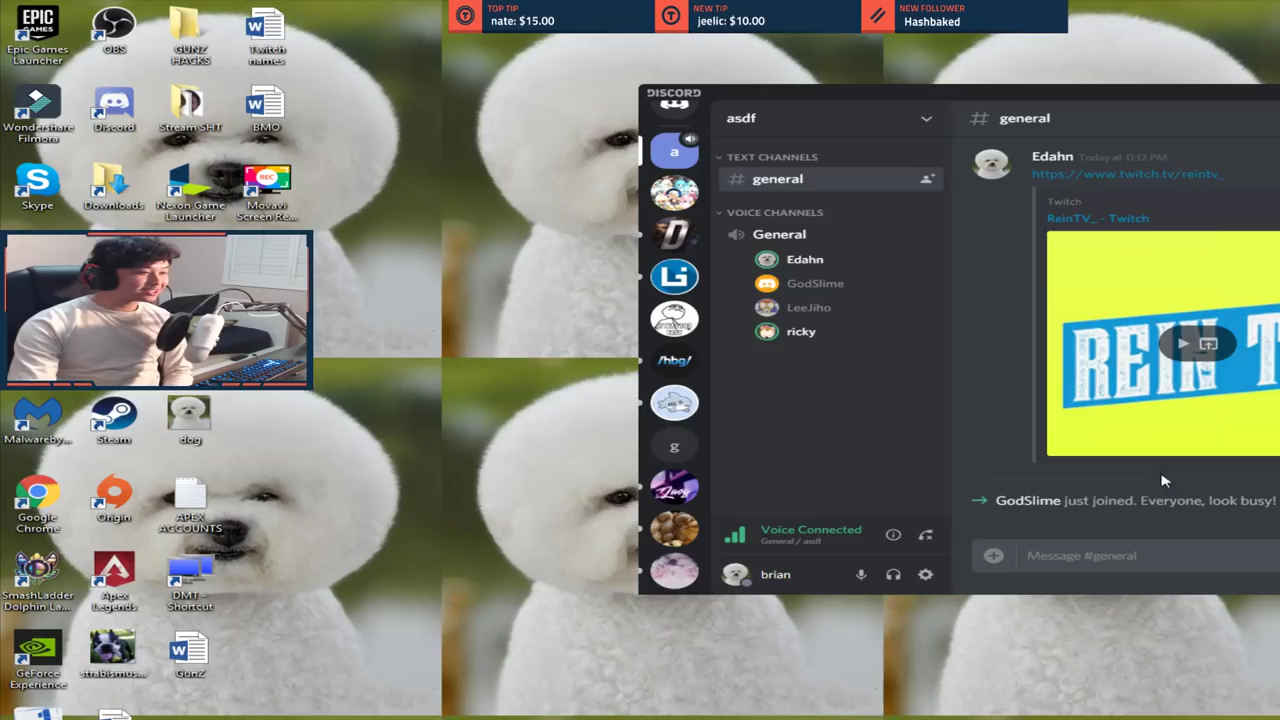 TOP TIP
nate: $15.00
NEW TIP
jeelic: $10.00
NEW FOLLOWER
Hashbaked
EPIC
GAMES
Epic Games
Launcher
OBS
GUNZ
HACKS
Twitch
names
Wondershare
Filmora
Discord
Stream SHT
BMO
Skype
Downloads
Nexon Game
Launcher
REC
Movavi
Screen Re...
Malwareby...
Steam
dog
Google
Chrome
Origin
APEX
ACCOUNTS
SmashLadder
Dolphin La...
Apex
Legends
DMT -
Shortcut
GeForce
Experience
strabismus...
GunZ
DISCORD
a
/hbg/
g
asdf
TEXT CHANNELS
# general
VOICE CHANNELS
General
Edahn
GodSlime
LeeJiho
ricky
Voice Connected
General / asdf
brian
# general
Edahn Today at 11:12 PM
https://www.twitch.tv/reintv_
Twitch
ReinTV_ - Twitch
REIN T
GodSlime just joined. Everyone, look busy!
Message #general